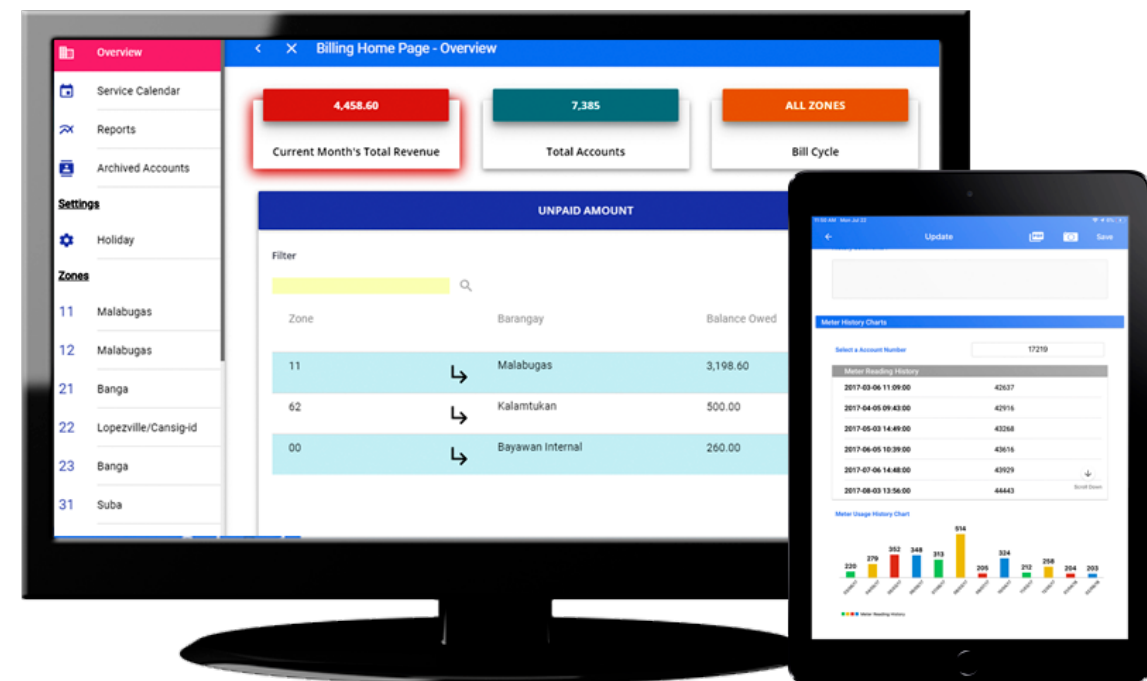 Overview
Billing Home Page - Overview
Service Calendar
Reports
Archived Accounts
Settings
Holiday
Zones
11 Malabugas
12 Malabugas
21 Banga
22 Lopezville/Cansig-id
23 Banga
31 Suba
4,458.60
Current Month's Total Revenue
7,385
Total Accounts
ALL ZONES
Bill Cycle
UNPAID AMOUNT
Filter
Zone Barangay Balance Owed
11 Malabugas 3,198.60
62 Kalamtukan 500.00
00 Bayawan Internal 260.00
11:50 AM Mon Jul 22
Update Save
Meter History Charts
Select a Account Number 17219
Meter Reading History
2017-03-06 11:09:00 42637
2017-04-05 09:43:00 42916
2017-05-03 14:49:00 43268
2017-06-05 10:39:00 43616
2017-07-06 14:48:00 43929
2017-08-03 13:56:00 44443
Scroll Down
Meter Usage History Chart
220 279 352 348 313 514 205 324 212 258 204 203
Meter Reading History